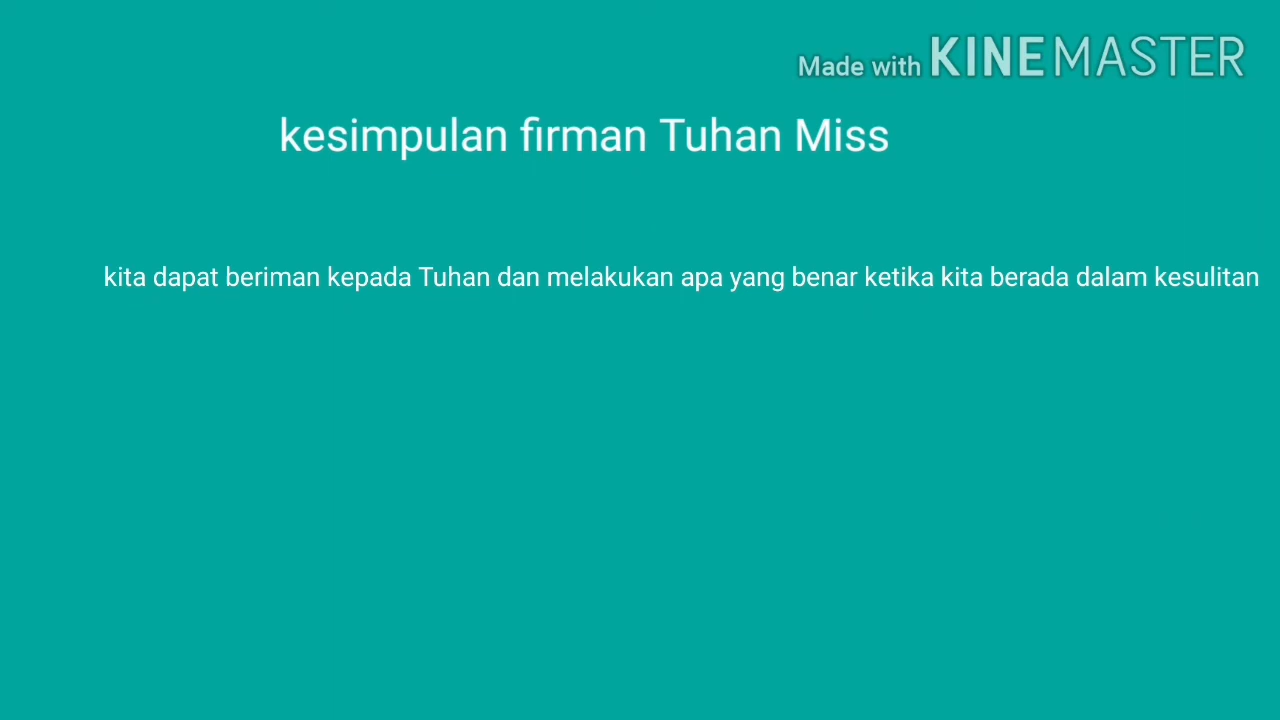 Made with KINEMASTER
kesimpulan firman Tuhan Miss
kita dapat beriman kepada Tuhan dan melakukan apa yang benar ketika kita berada dalam kesulitan